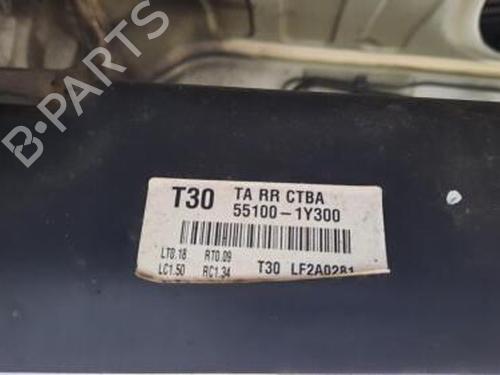 B-PARTS
T30 TA RR CTBA
55100-1Y300
LT0.18 RT0.09
LC1.50 RC1.34 T30 LF2A0281